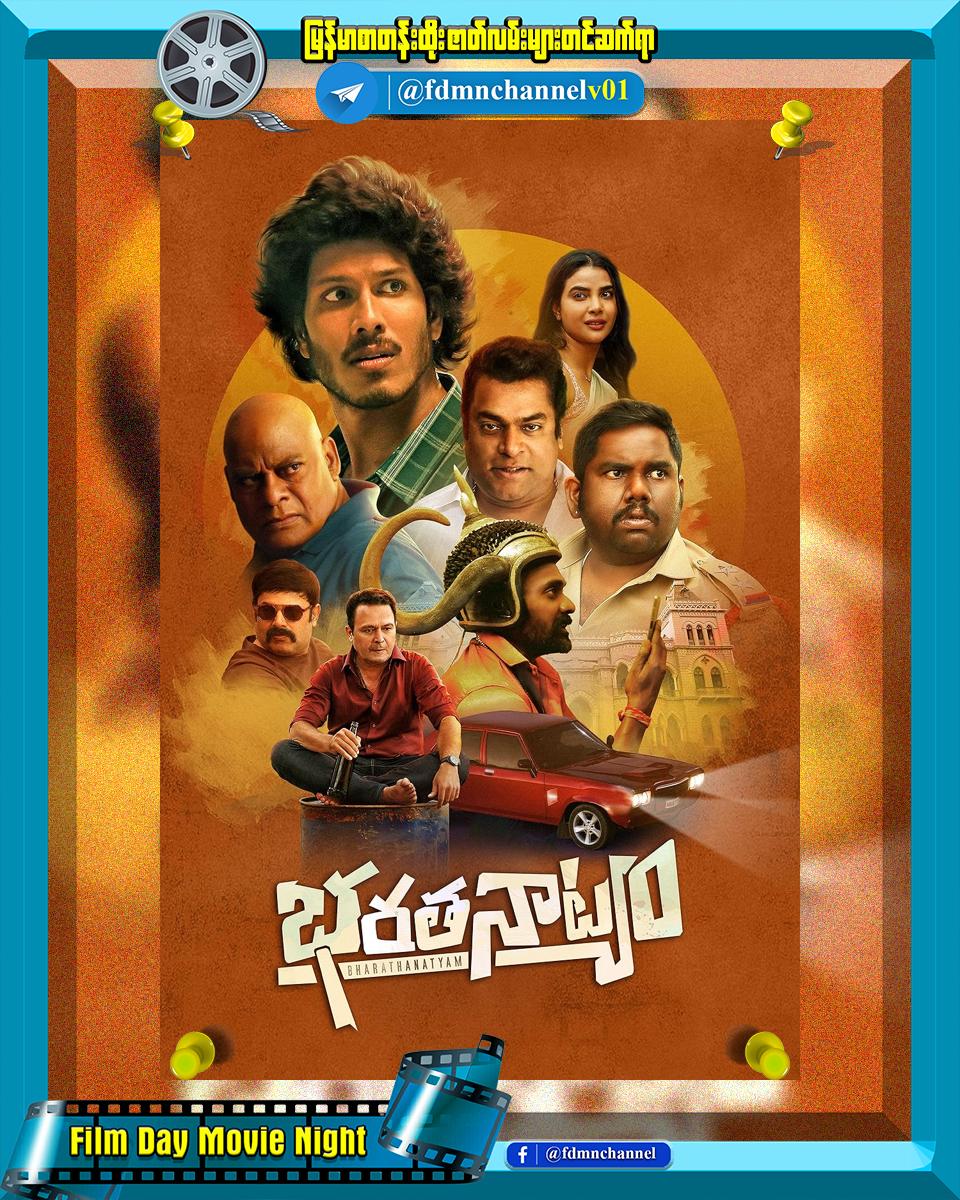 မြန်မာစာတန်းထိုးဇာတ်လမ်းများတင်ဆက်ရာ
@fdmnchannelv01
భరతనాట్యం
BHARATHANATYAM
Film Day Movie Night
f @fdmnchannel